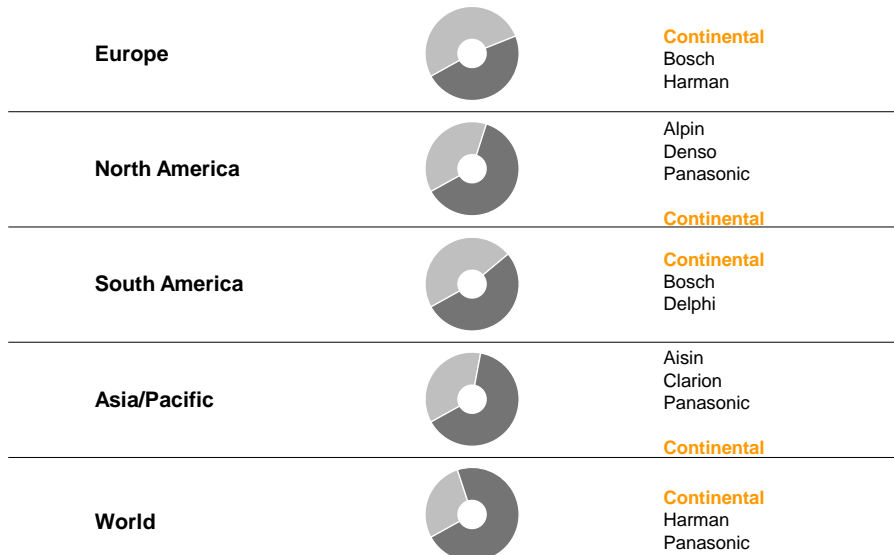 Europe
Continental
Bosch
Harman
North America
Alpin
Denso
Panasonic
Continental
South America
Continental
Bosch
Delphi
Asia/Pacific
Aisin
Clarion
Panasonic
Continental
World
Continental
Harman
Panasonic